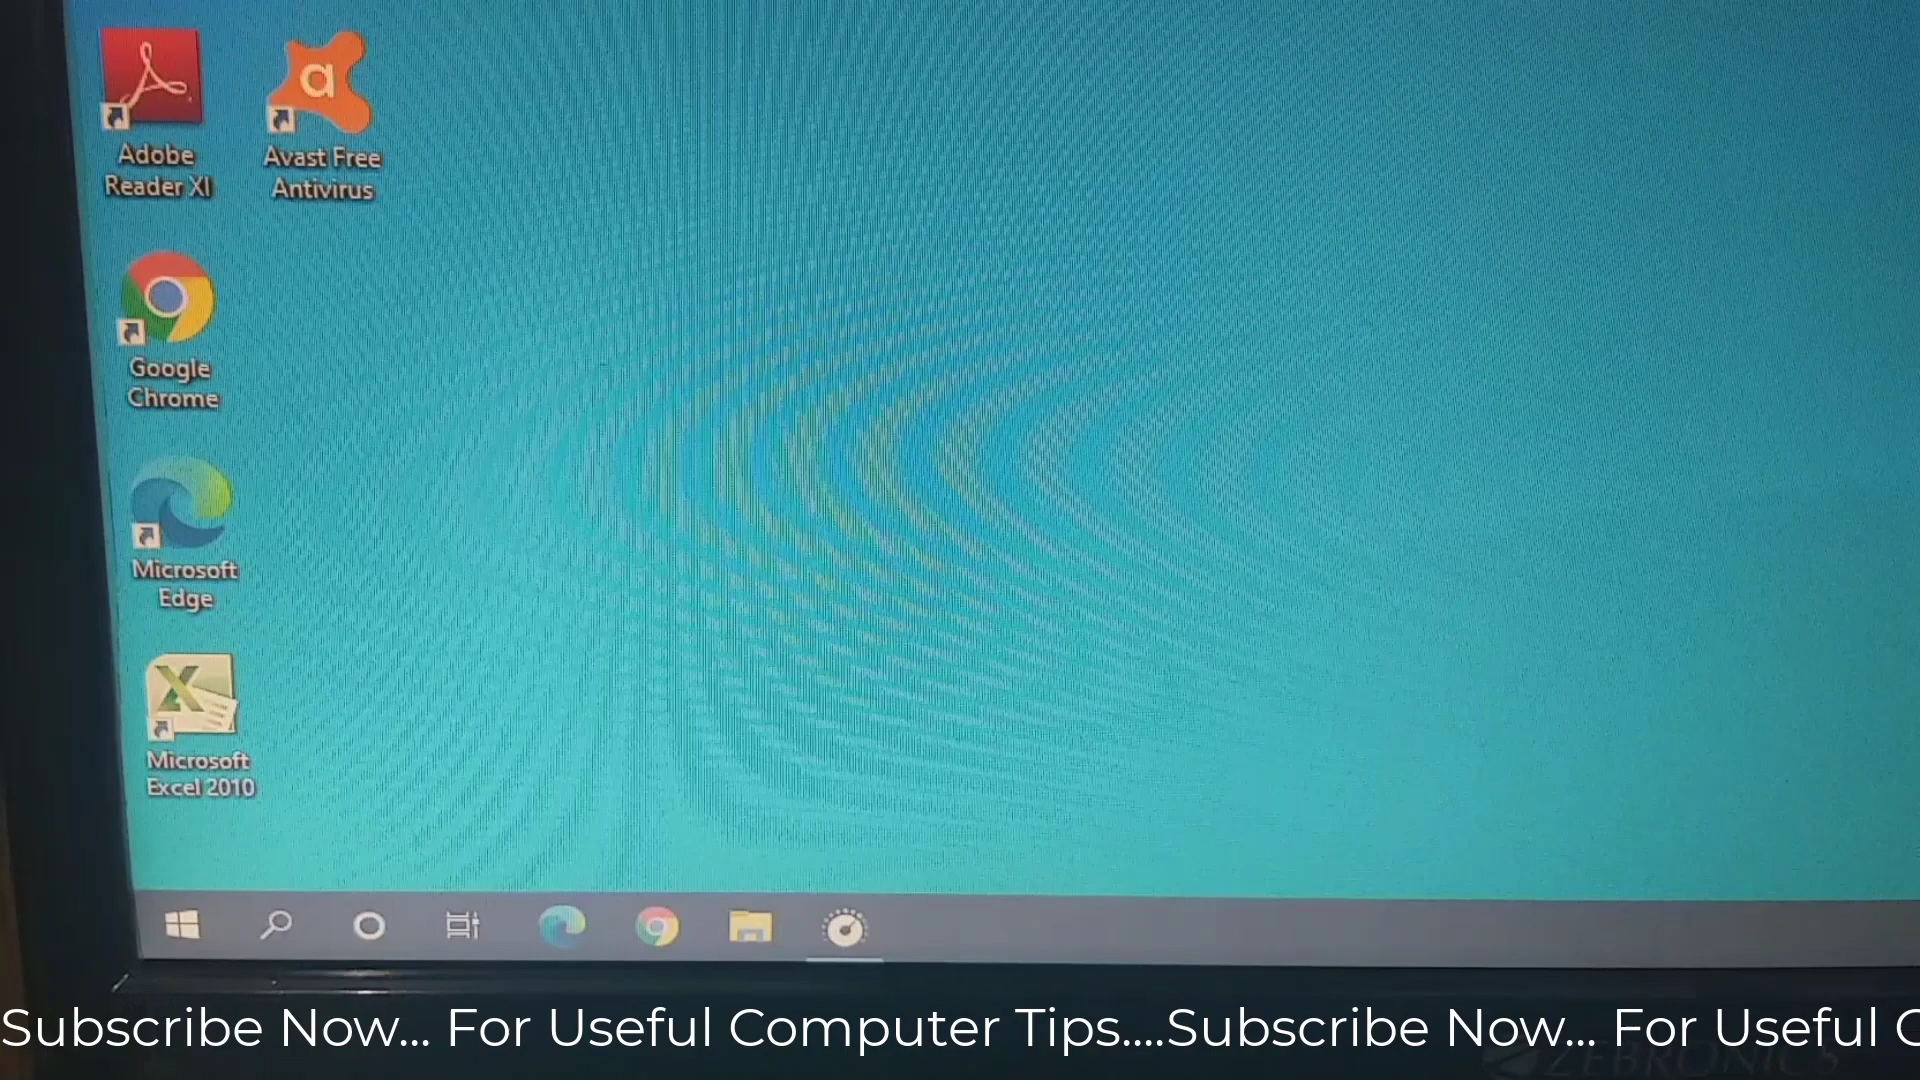 Adobe
Reader XI
a
Avast Free
Antivirus
Google
Chrome
Microsoft
Edge
X
Microsoft
Excel 2010
Subscribe Now... For Useful Computer Tips....Subscribe Now... For Useful C
ZEBRONICS